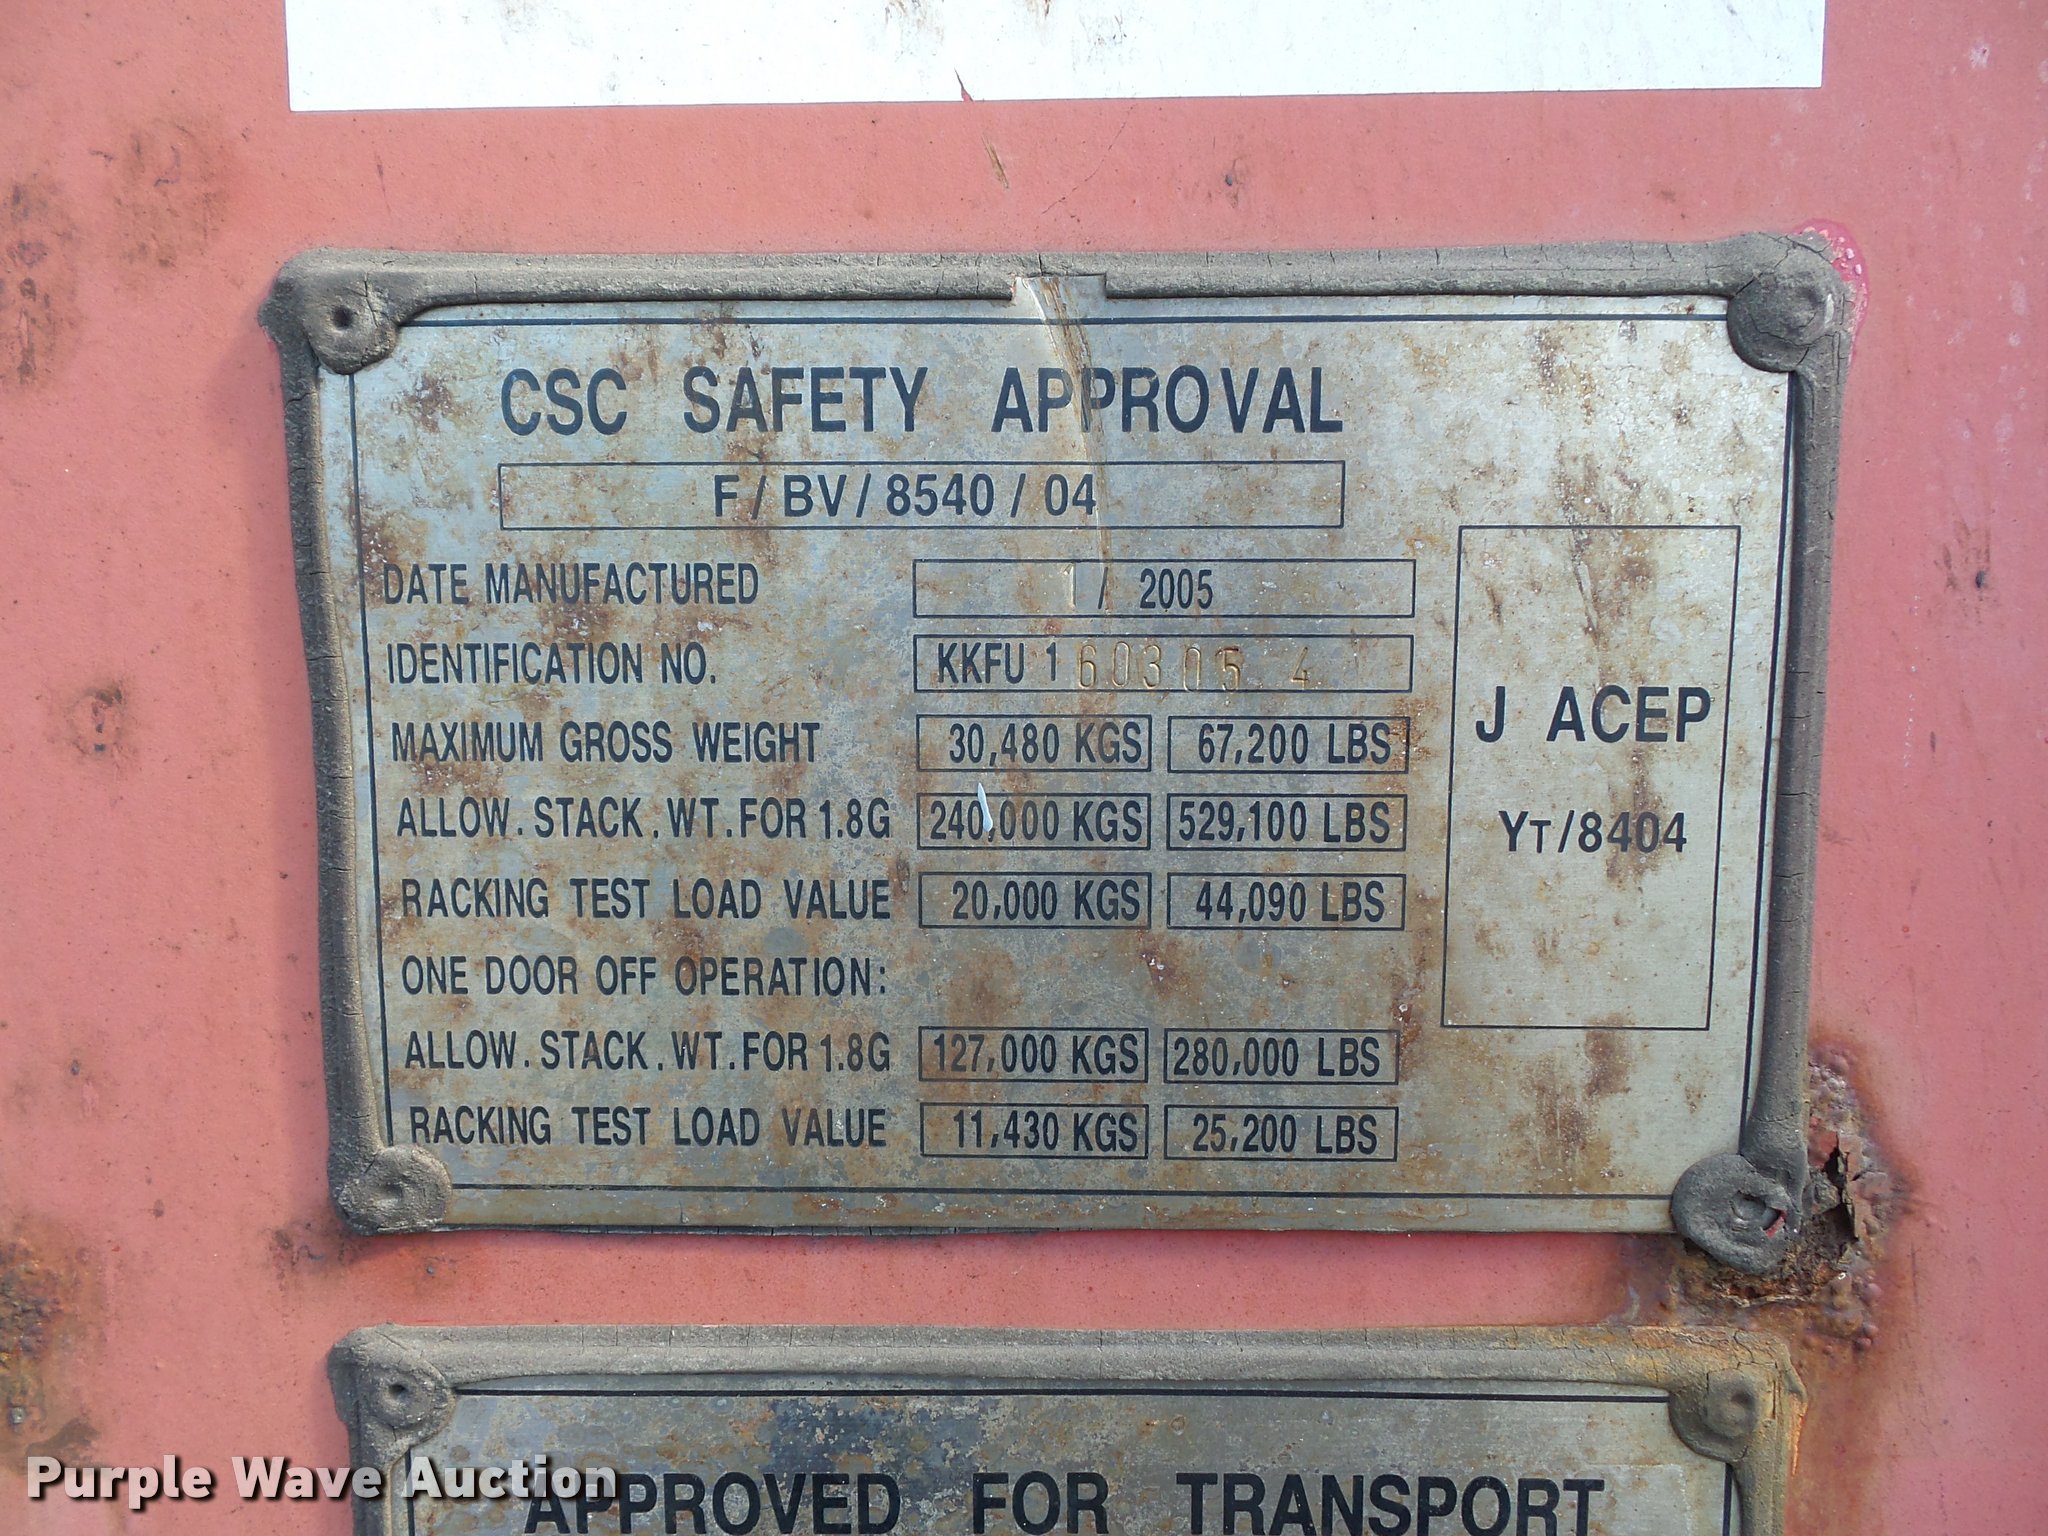 CSC SAFETY APPROVAL
F / BV / 8540 / 04
DATE MANUFACTURED 1 / 2005
IDENTIFICATION NO. KKFU 1 60305 4
MAXIMUM GROSS WEIGHT 30,480 KGS 67,200 LBS
ALLOW. STACK. WT. FOR 1.8G 240,000 KGS 529,100 LBS
RACKING TEST LOAD VALUE 20,000 KGS 44,090 LBS
ONE DOOR OFF OPERATION:
ALLOW. STACK. WT. FOR 1.8G 127,000 KGS 280,000 LBS
RACKING TEST LOAD VALUE 11,430 KGS 25,200 LBS
J ACEP
YT/8404
APPROVED FOR TRANSPORT
Purple Wave Auction